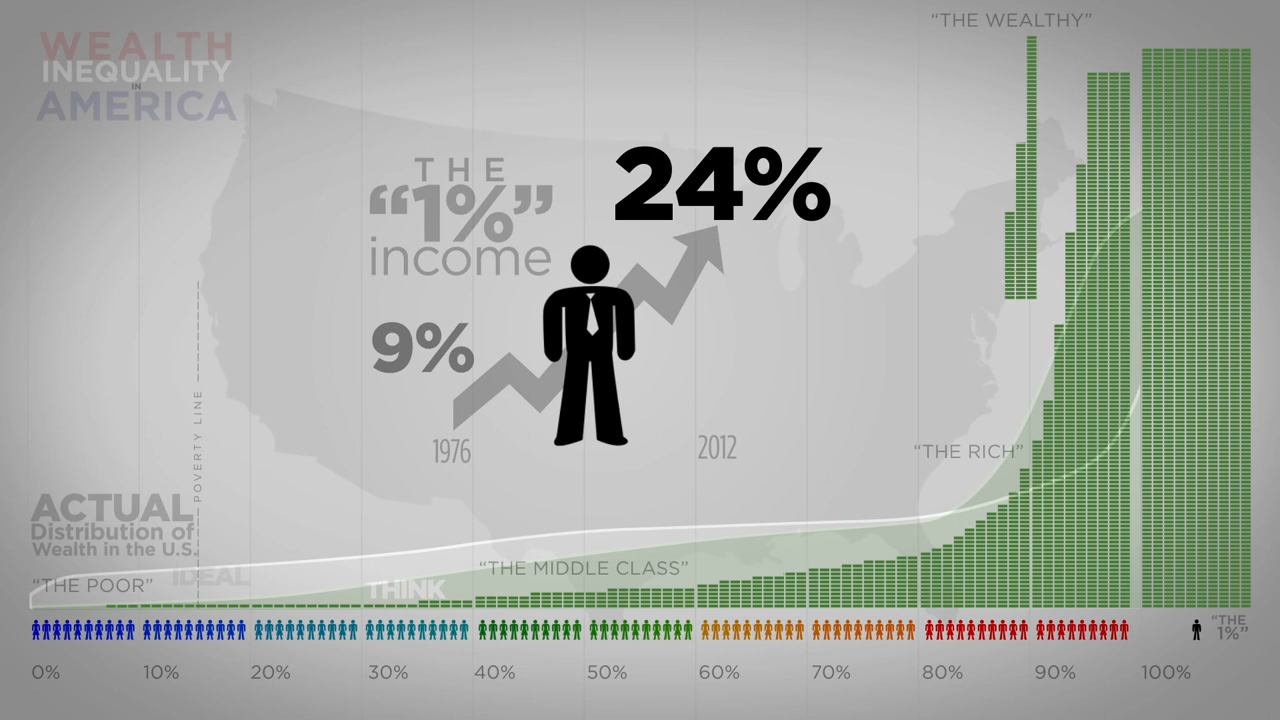 WEALTH
INEQUALITY
IN
AMERICA
“THE WEALTHY”
THE
“1%”
income
24%
9%
1976
2012
POVERTY LINE
“THE RICH”
ACTUAL
Distribution of
Wealth in the U.S.
“THE POOR”
IDEAL
THINK
“THE MIDDLE CLASS”
“THE
1%”
0% 10% 20% 30% 40% 50% 60% 70% 80% 90% 100%